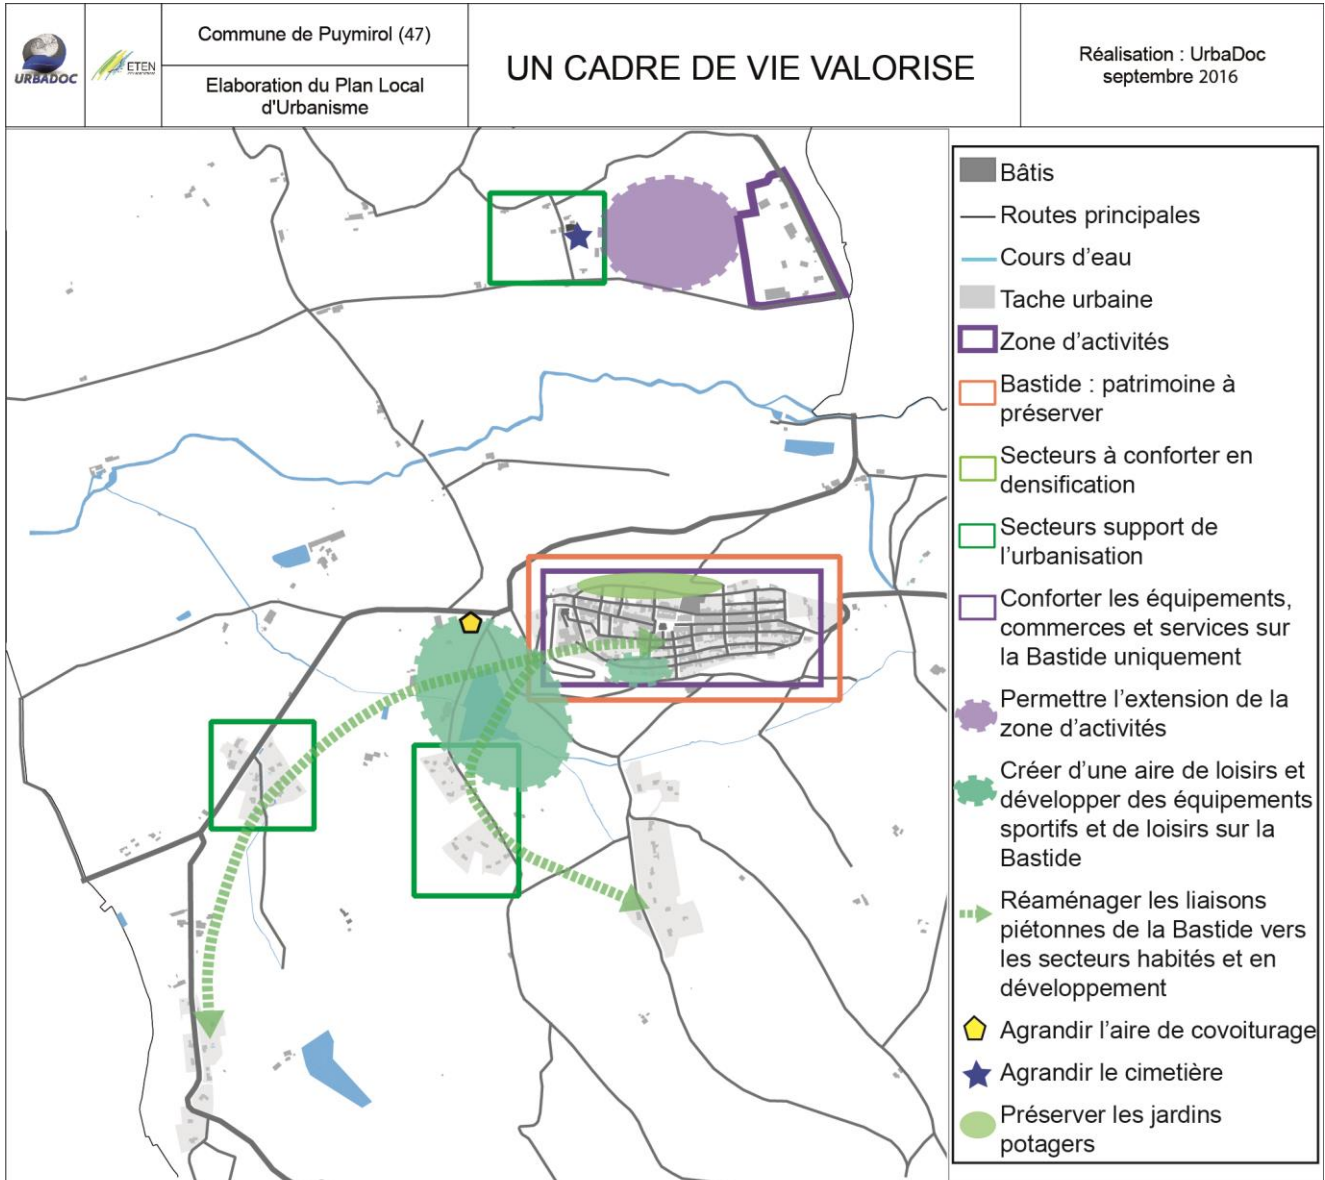 URBADOC
ETEN
Commune de Puymirol (47)
Elaboration du Plan Local
d'Urbanisme
UN CADRE DE VIE VALORISE
Réalisation : UrbaDoc
septembre 2016
Bâtis
Routes principales
Cours d'eau
Tache urbaine
Zone d'activités
Bastide : patrimoine à
préserver
Secteurs à conforter en
densification
Secteurs support de
l'urbanisation
Conforter les équipements,
commerces et services sur
la Bastide uniquement
Permettre l'extension de la
zone d'activités
Créer d'une aire de loisirs et
développer des équipements
sportifs et de loisirs sur la
Bastide
Réaménager les liaisons
piétonnes de la Bastide vers
les secteurs habités et en
développement
Agrandir l'aire de covoiturage
Agrandir le cimetière
Préserver les jardins
potagers